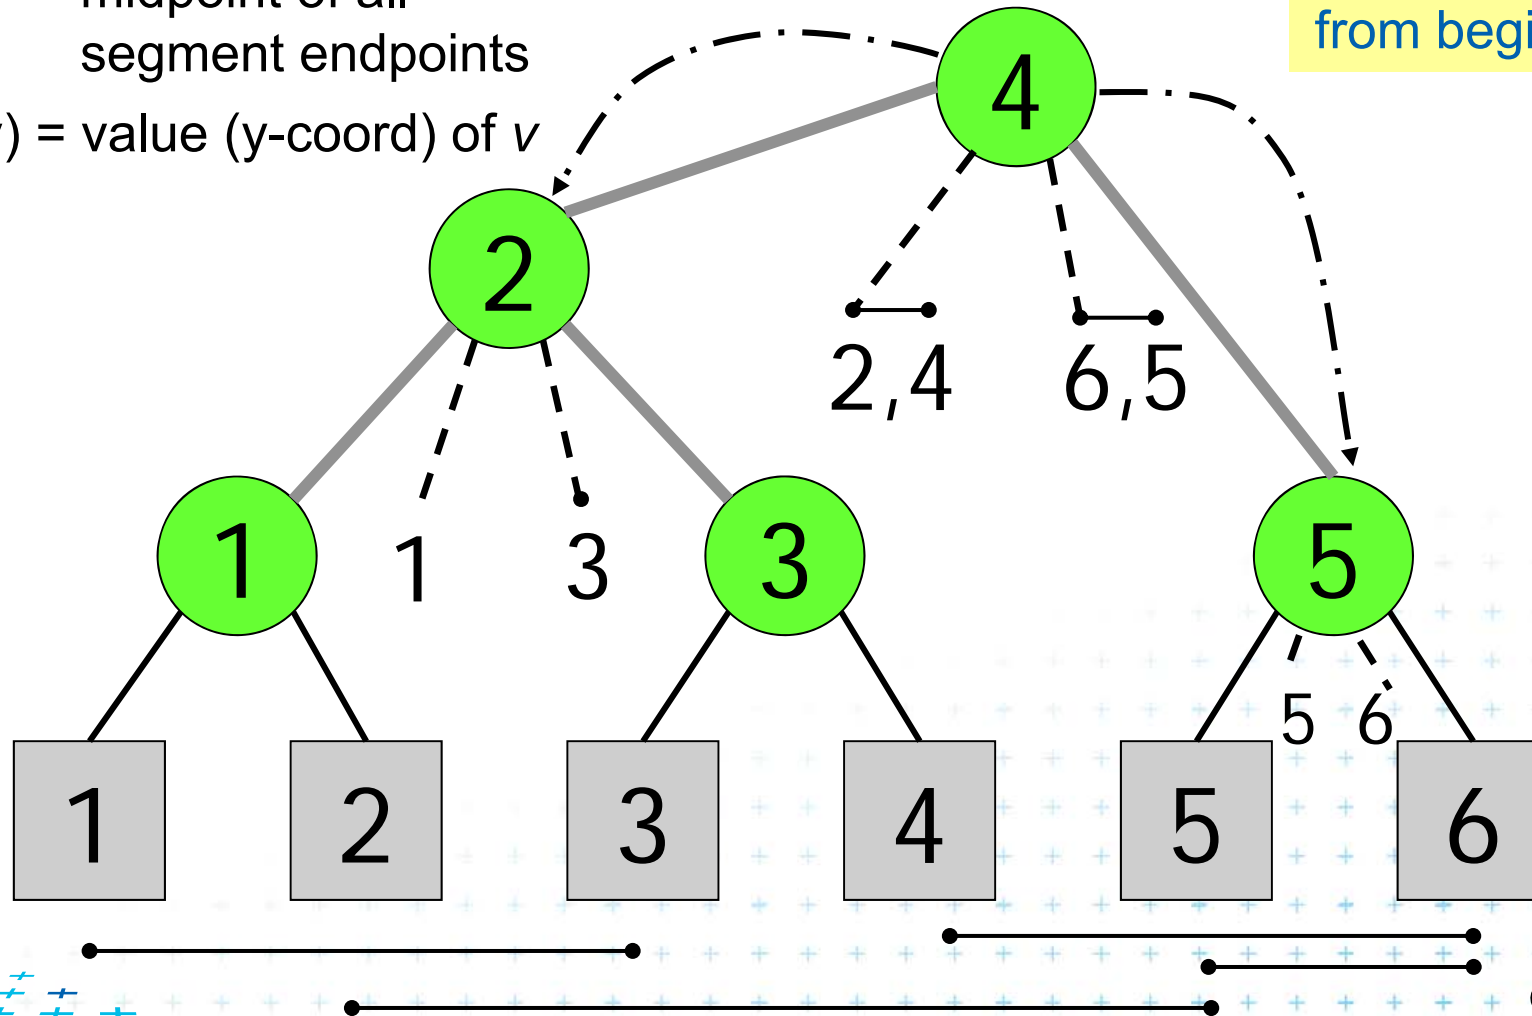 segment endpoints
) = value (y-coord) of v
from
4
2
2,4 6,5
1 1 3 3 5
5 6
1 2 3 4 5 6